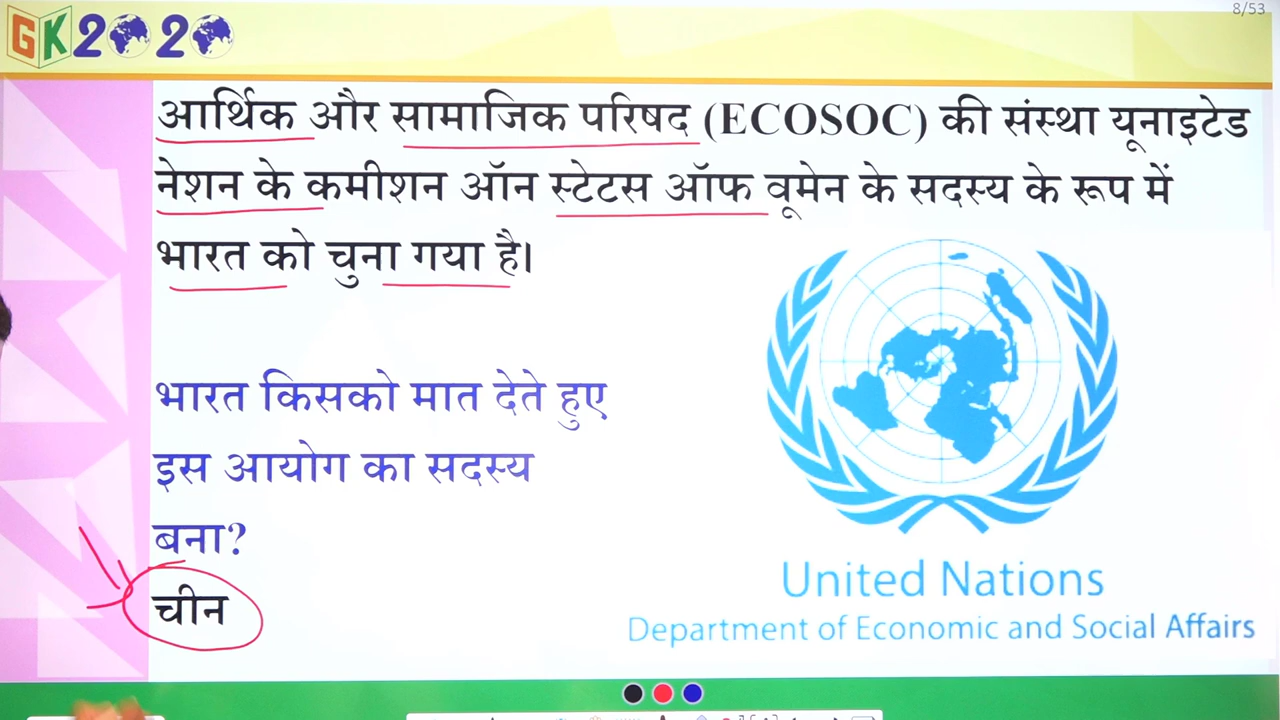 8/53
GK2020
आर्थिक और सामाजिक परिषद (ECOSOC) की संस्था यूनाइटेड
नेशन के कमीशन ऑन स्टेटस ऑफ वूमेन के सदस्य के रूप में
भारत को चुना गया है।
भारत किसको मात देते हुए
इस आयोग का सदस्य
बना?
चीन
United Nations
Department of Economic and Social Affairs